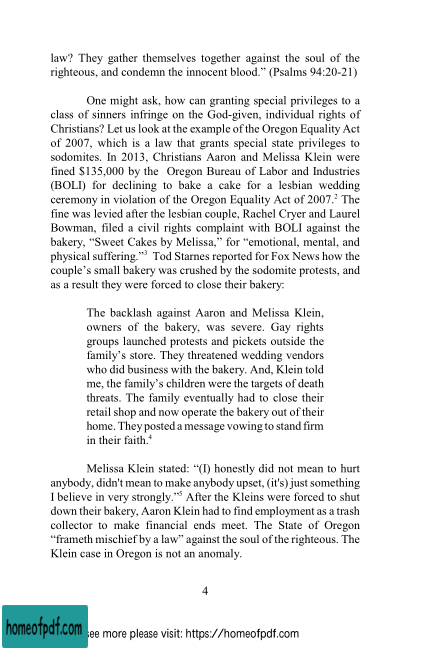 law? They gather themselves together against the soul of the
righteous, and condemn the innocent blood.” (Psalms 94:20-21)
One might ask, how can granting special privileges to a
class of sinners infringe on the God-given, individual rights of
Christians? Let us look at the example of the Oregon Equality Act
of 2007, which is a law that grants special state privileges to
sodomites. In 2013, Christians Aaron and Melissa Klein were
fined $135,000 by the Oregon Bureau of Labor and Industries
(BOLI) for declining to bake a cake for a lesbian wedding
ceremony in violation of the Oregon Equality Act of 2007.2 The
fine was levied after the lesbian couple, Rachel Cryer and Laurel
Bowman, filed a civil rights complaint with BOLI against the
bakery, “Sweet Cakes by Melissa,” for “emotional, mental, and
physical suffering.”3 Tod Starnes reported for Fox News how the
couple’s small bakery was crushed by the sodomite protests, and
as a result they were forced to close their bakery:
The backlash against Aaron and Melissa Klein,
owners of the bakery, was severe. Gay rights
groups launched protests and pickets outside the
family’s store. They threatened wedding vendors
who did business with the bakery. And, Klein told
me, the family’s children were the targets of death
threats. The family eventually had to close their
retail shop and now operate the bakery out of their
home. They posted a message vowing to stand firm
in their faith.4
Melissa Klein stated: “(I) honestly did not mean to hurt
anybody, didn't mean to make anybody upset, (it's) just something
I believe in very strongly.”5 After the Kleins were forced to shut
down their bakery, Aaron Klein had to find employment as a trash
collector to make financial ends meet. The State of Oregon
“frameth mischief by a law” against the soul of the righteous. The
Klein case in Oregon is not an anomaly.
4
homeofpdf.com
see more please visit: https://homeofpdf.com